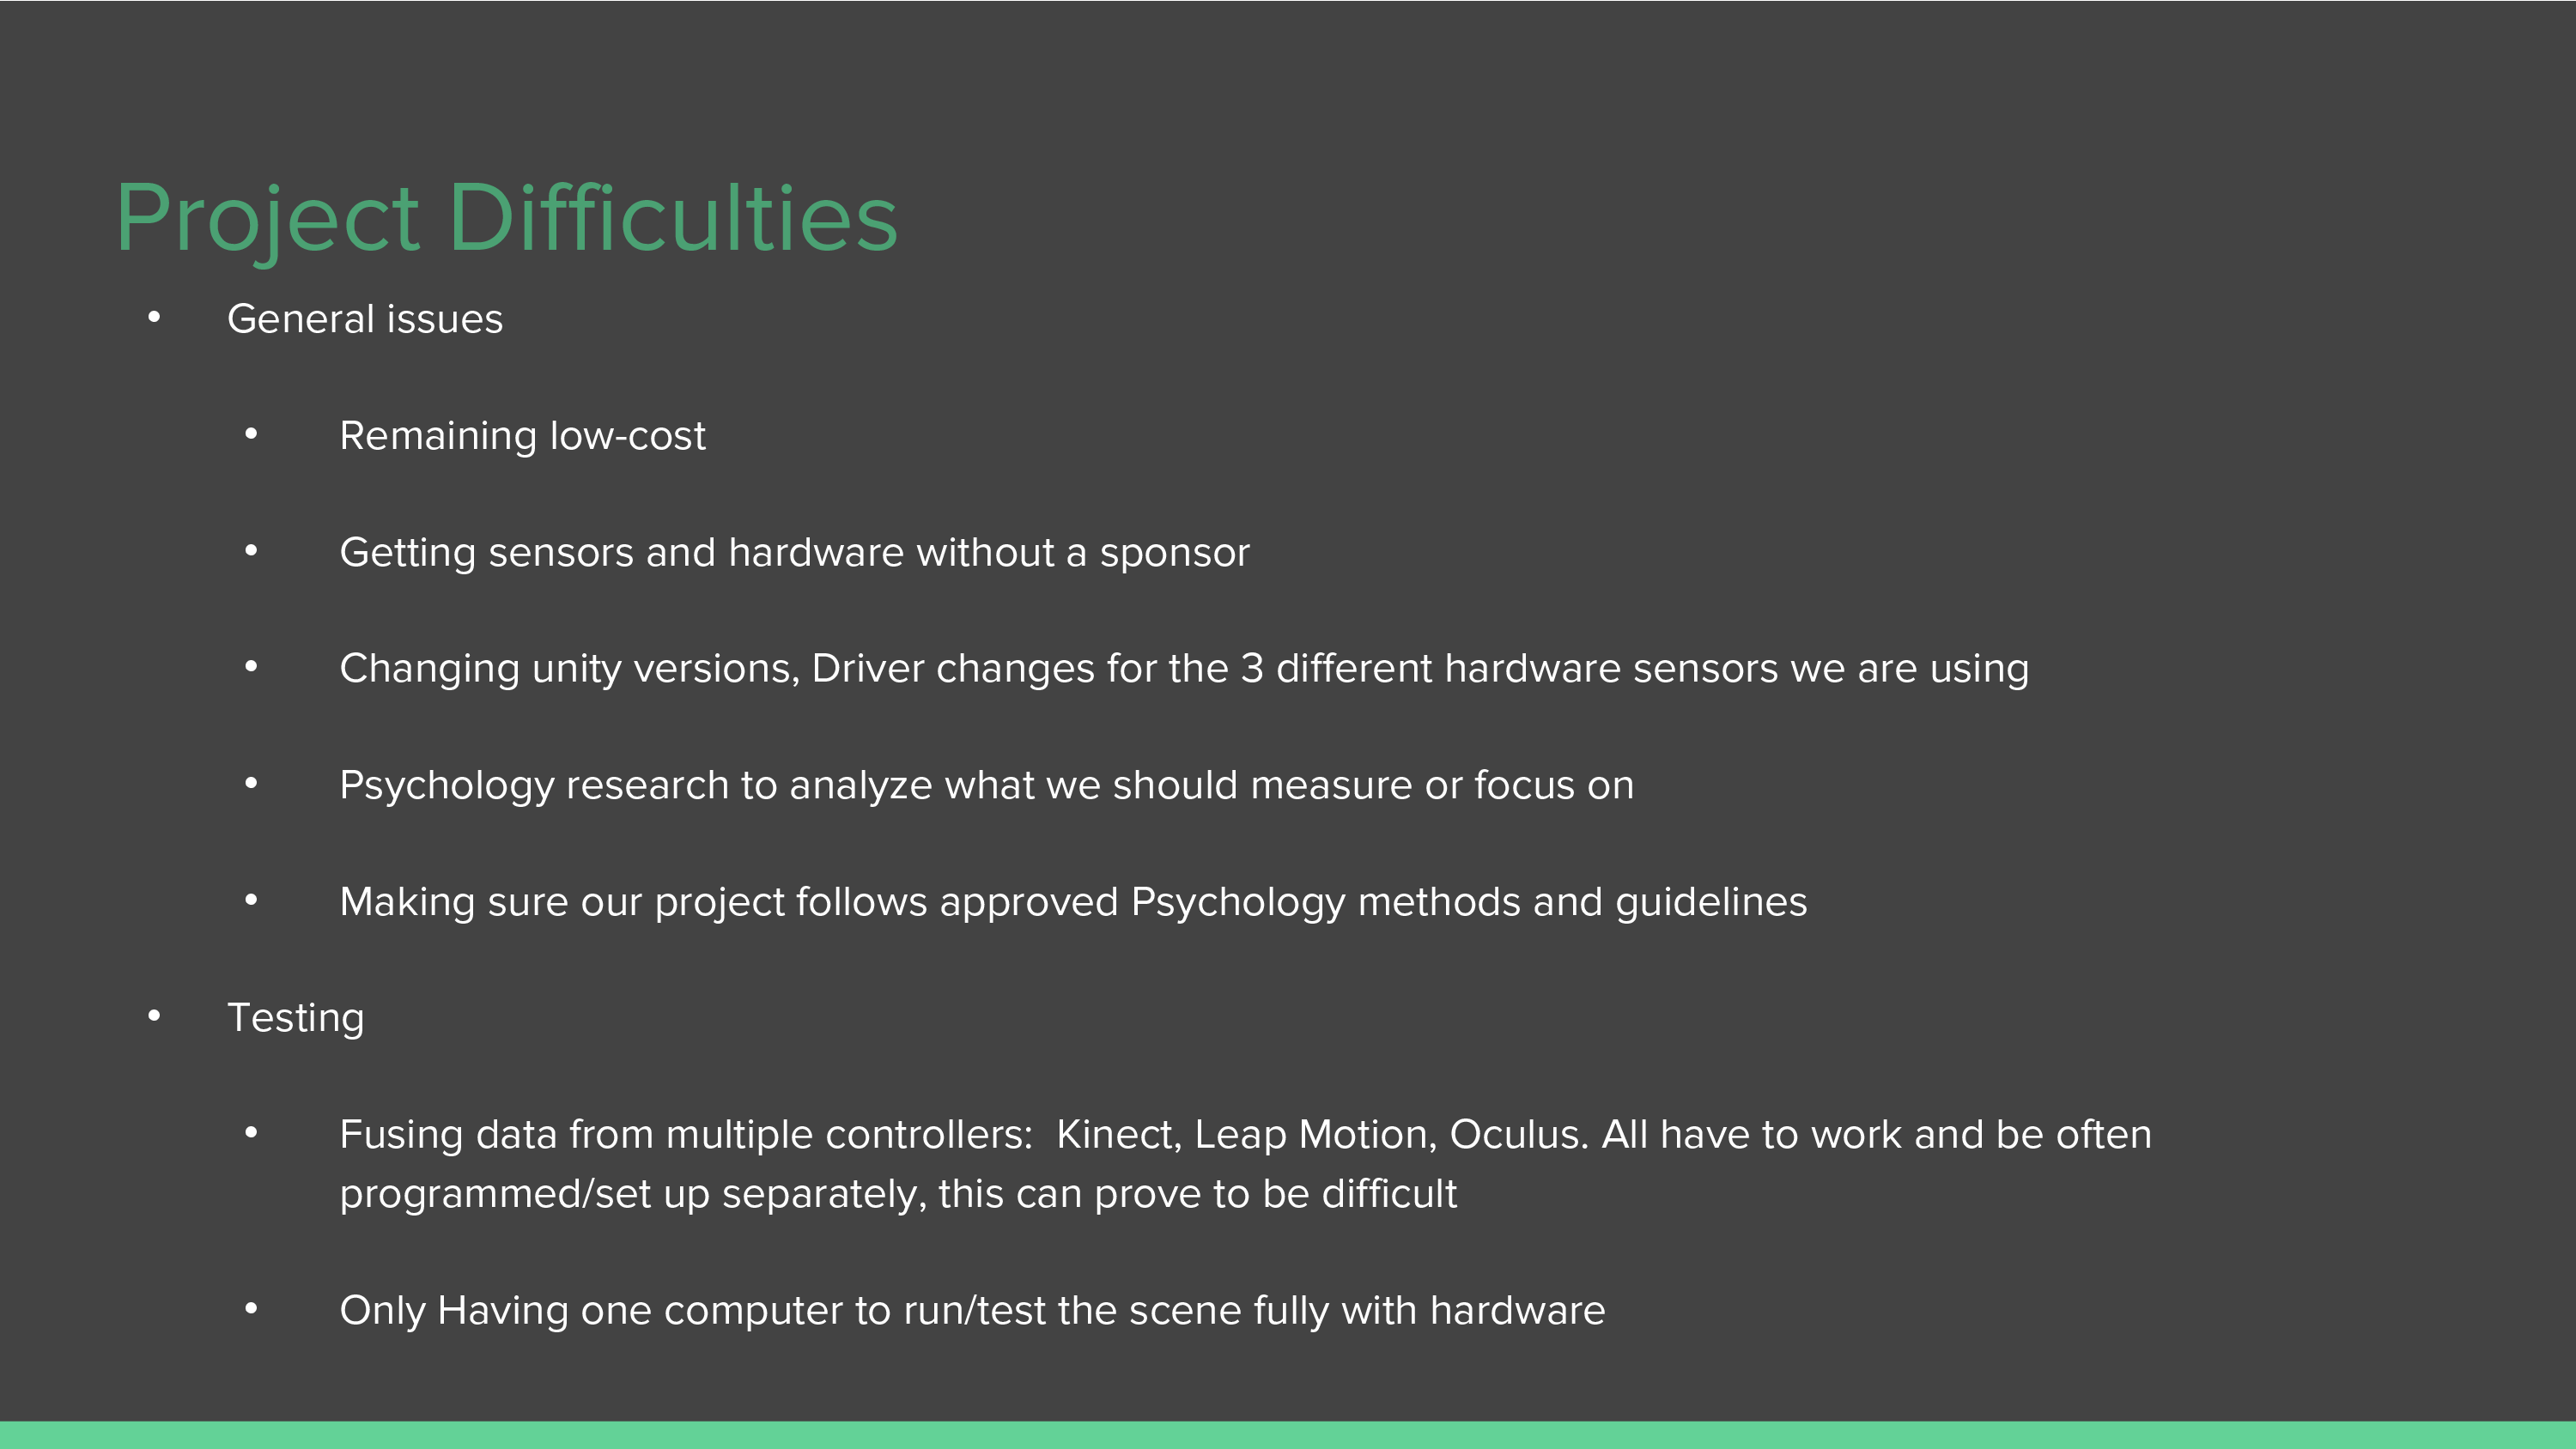 Project Difficulties
• General issues
• Remaining low-cost
• Getting sensors and hardware without a sponsor
• Changing unity versions, Driver changes for the 3 different hardware sensors we are using
• Psychology research to analyze what we should measure or focus on
• Making sure our project follows approved Psychology methods and guidelines
• Testing
• Fusing data from multiple controllers:  Kinect, Leap Motion, Oculus. All have to work and be often
programmed/set up separately, this can prove to be difficult
• Only Having one computer to run/test the scene fully with hardware